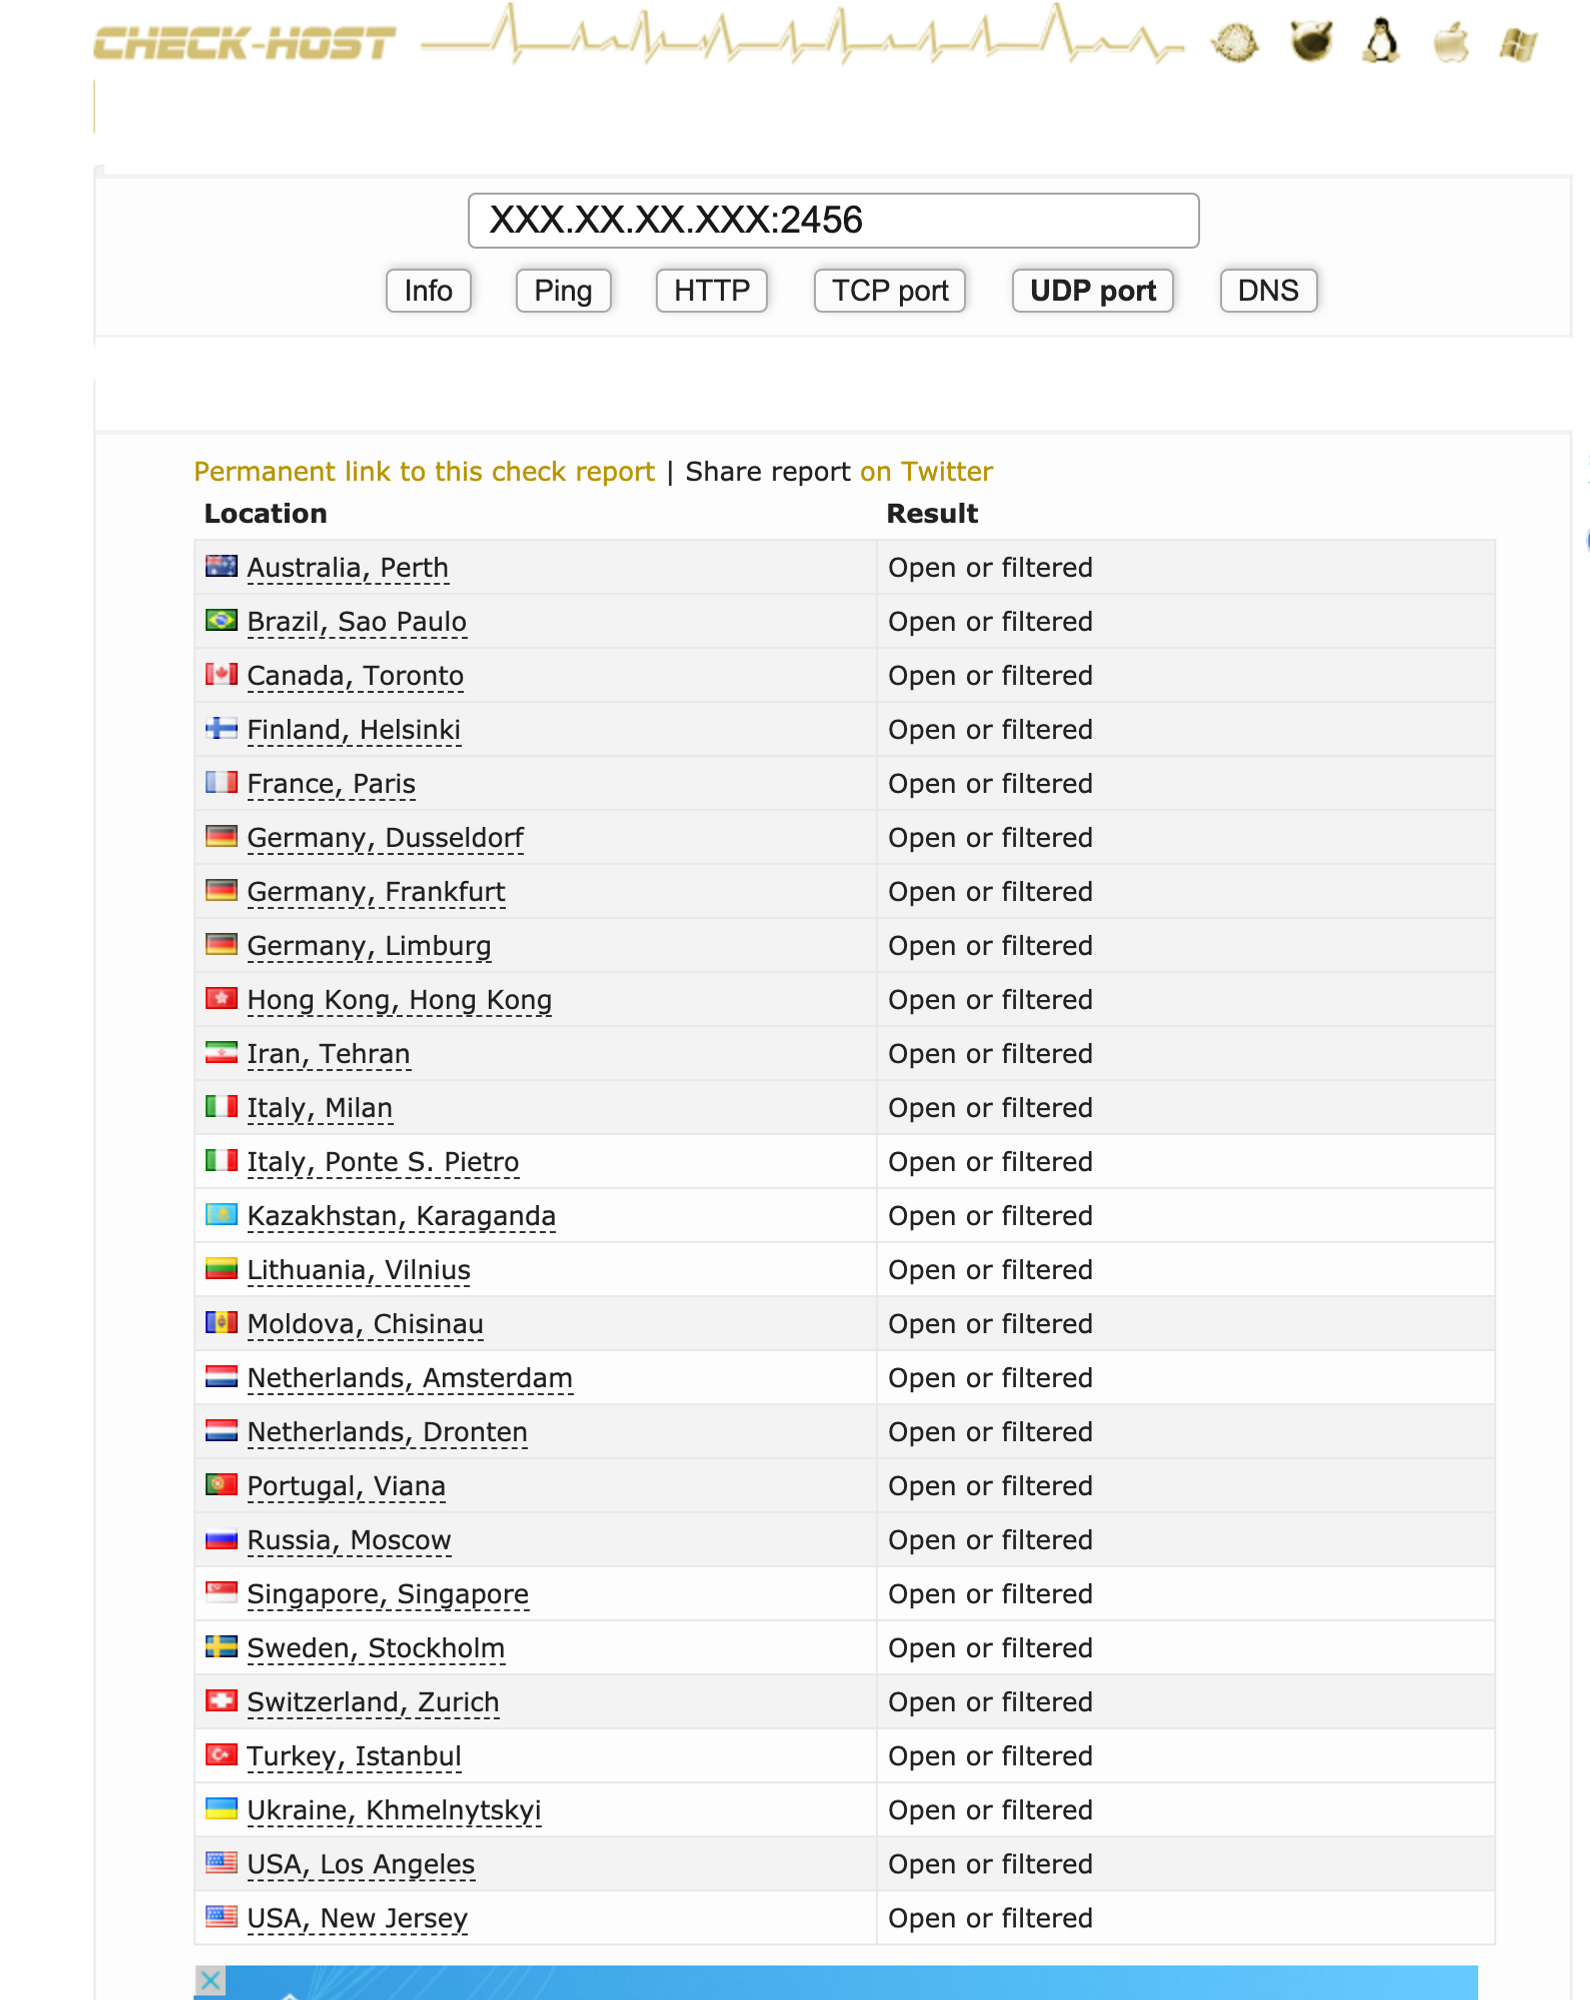 CHECK-HOST
XXX.XX.XX.XXX:2456
Info Ping HTTP TCP port UDP port DNS
Permanent link to this check report | Share report on Twitter
Location Result
Australia, Perth Open or filtered
Brazil, Sao Paulo Open or filtered
Canada, Toronto Open or filtered
Finland, Helsinki Open or filtered
France, Paris Open or filtered
Germany, Dusseldorf Open or filtered
Germany, Frankfurt Open or filtered
Germany, Limburg Open or filtered
Hong Kong, Hong Kong Open or filtered
Iran, Tehran Open or filtered
Italy, Milan Open or filtered
Italy, Ponte S. Pietro Open or filtered
Kazakhstan, Karaganda Open or filtered
Lithuania, Vilnius Open or filtered
Moldova, Chisinau Open or filtered
Netherlands, Amsterdam Open or filtered
Netherlands, Dronten Open or filtered
Portugal, Viana Open or filtered
Russia, Moscow Open or filtered
Singapore, Singapore Open or filtered
Sweden, Stockholm Open or filtered
Switzerland, Zurich Open or filtered
Turkey, Istanbul Open or filtered
Ukraine, Khmelnytskyi Open or filtered
USA, Los Angeles Open or filtered
USA, New Jersey Open or filtered